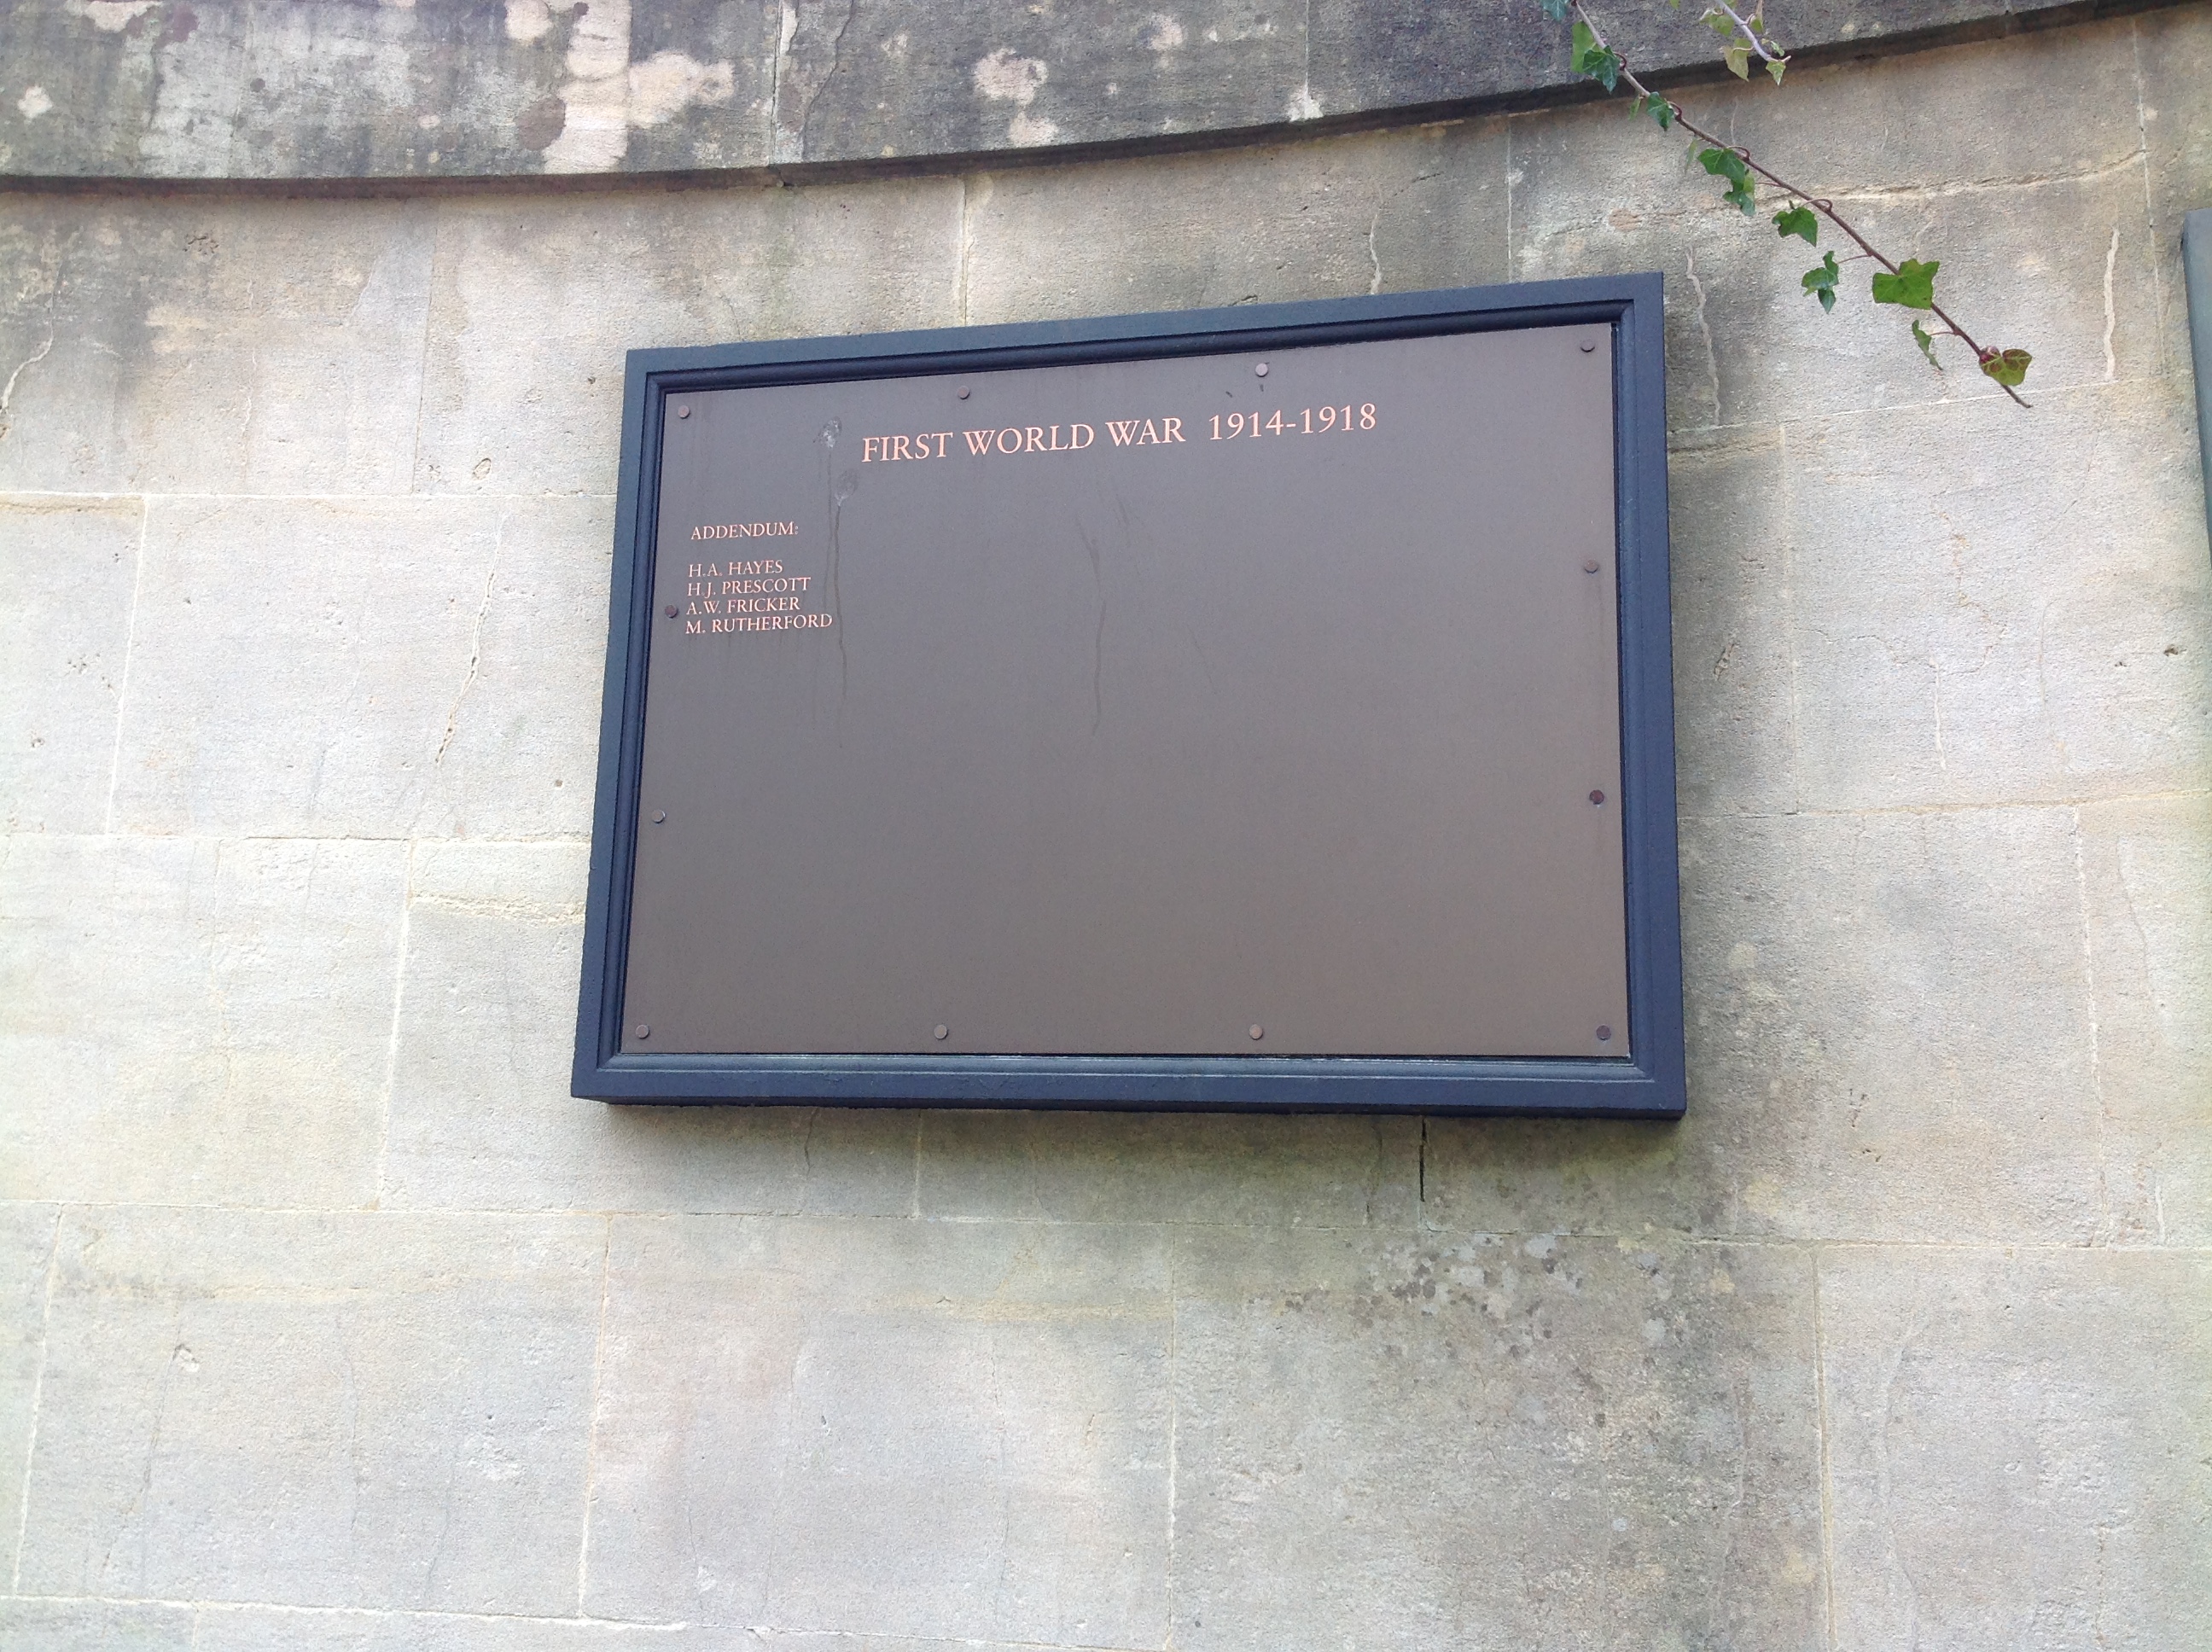 FIRST WORLD WAR 1914-1918
ADDENDUM:
H.A. HAYES
H.J. PRESCOTT
A.W. FRICKER
M. RUTHERFORD